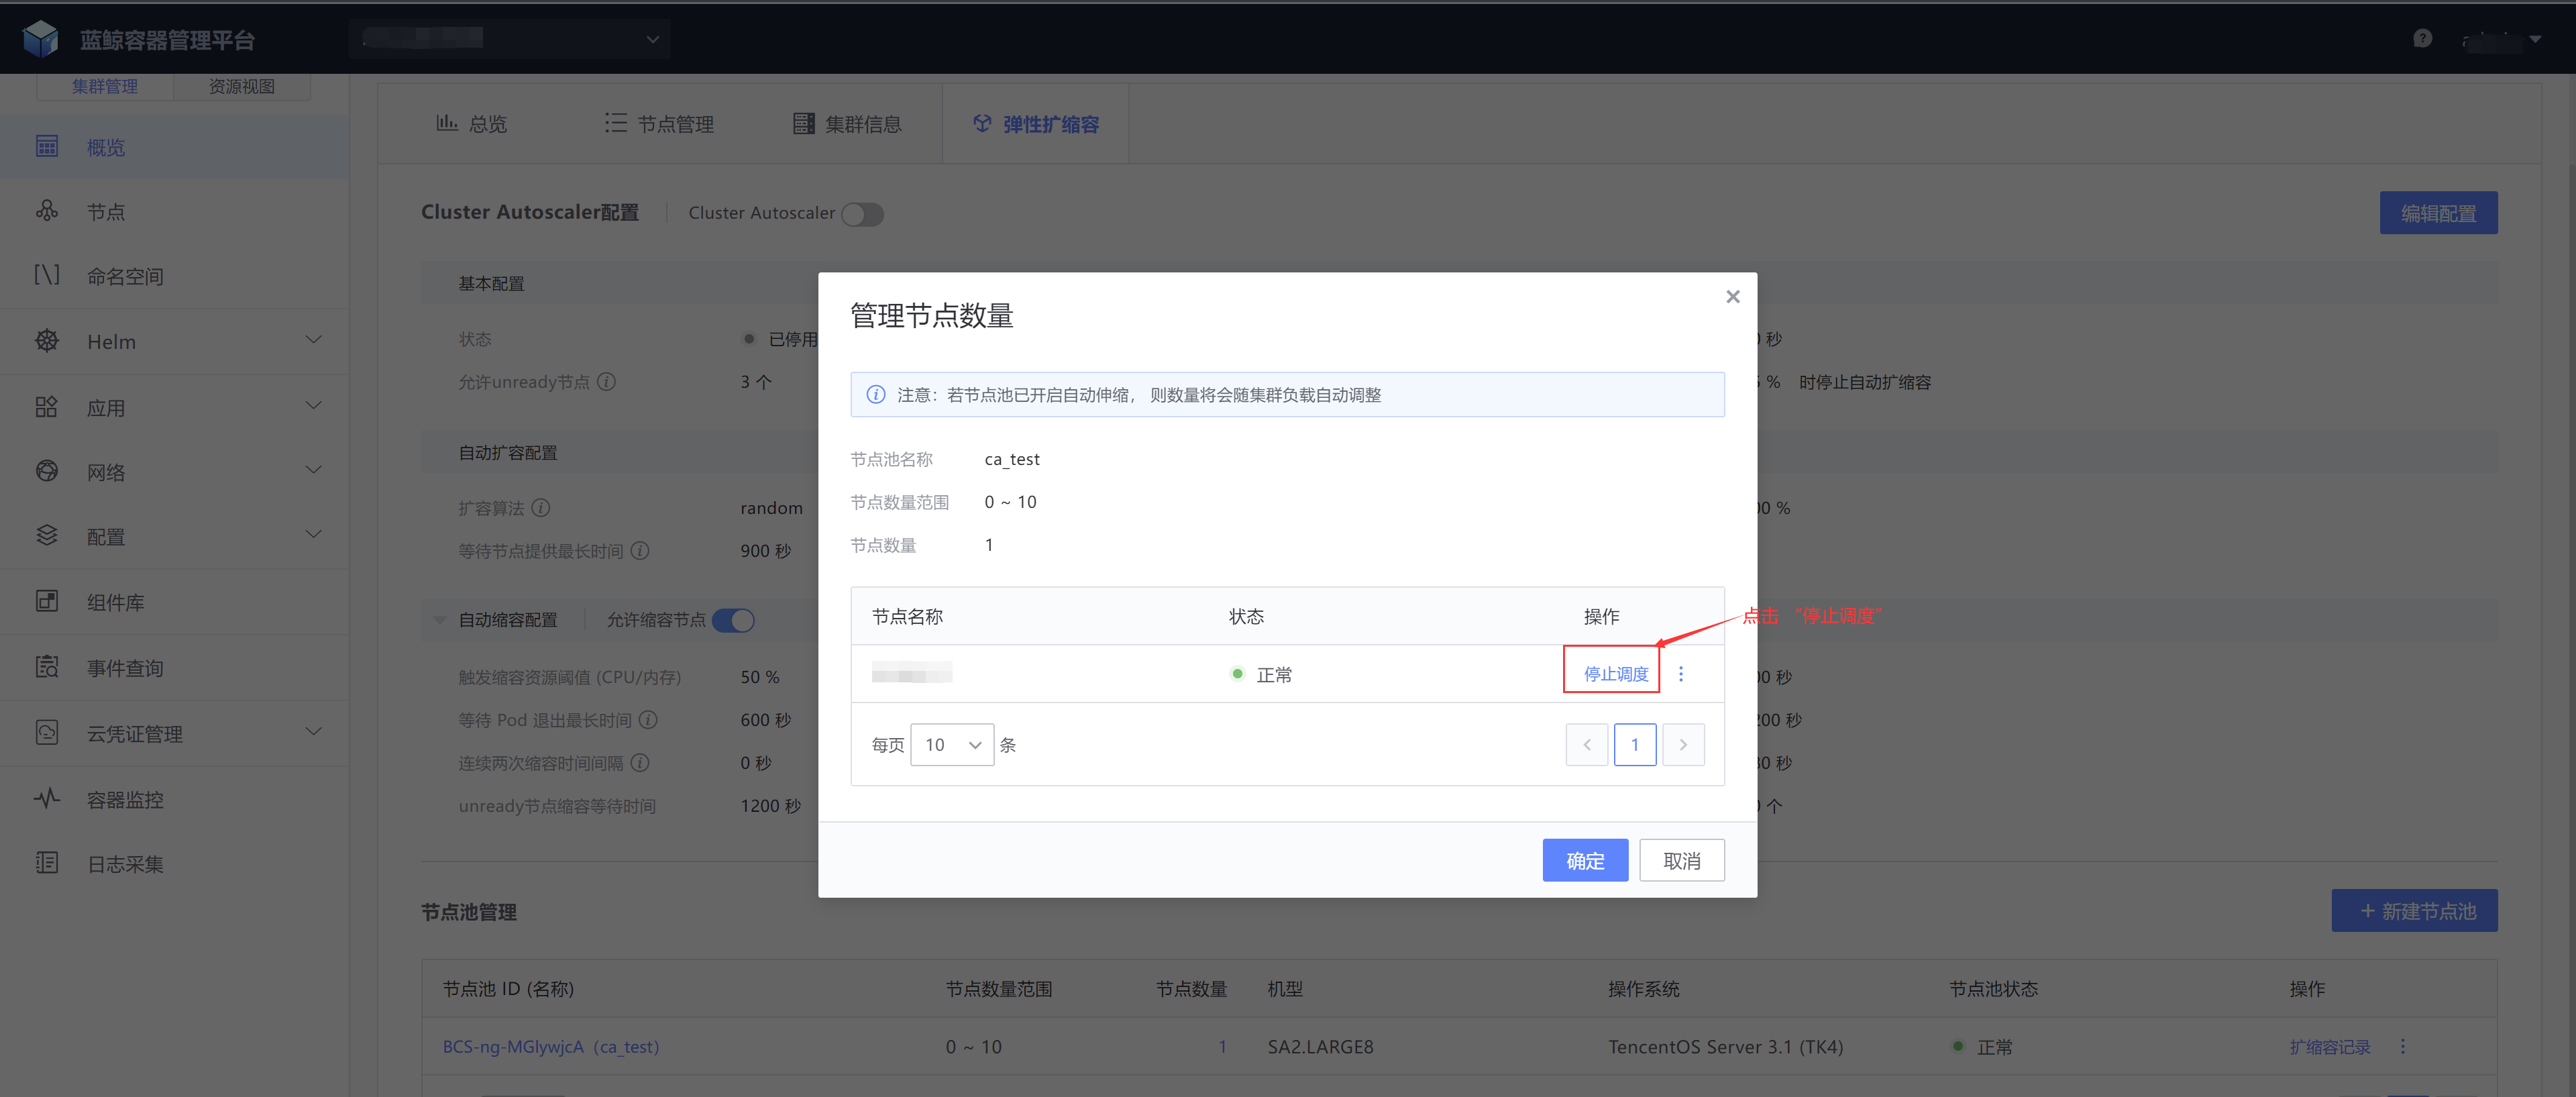 蓝鲸容器管理平台
集群管理 资源视图
概览
节点
命名空间
Helm
应用
网络
配置
组件库
事件查询
云凭证管理
容器监控
日志采集
总览 节点管理 集群信息 弹性扩缩容
Cluster Autoscaler配置 Cluster Autoscaler 编辑配置
基本配置
状态 已停用 秒
允许unready节点 3 个 % 时停止自动扩缩容
自动扩容配置
扩容算法 random 00 %
等待节点提供最长时间 900 秒
自动缩容配置 允许缩容节点
触发缩容资源阈值 (CPU/内存) 50 % 00 秒
等待 Pod 退出最长时间 600 秒 200 秒
连续两次缩容时间间隔 0 秒 秒
unready节点缩容等待时间 1200 秒 个
管理节点数量
注意：若节点池已开启自动伸缩， 则数量将会随集群负载自动调整
节点池名称 ca_test
节点数量范围 0 ~ 10
节点数量 1
节点名称 状态 操作
正常 停止调度
点击 “停止调度”
每页 10 条 1
确定 取消
节点池管理 + 新建节点池
节点池 ID (名称) 节点数量范围 节点数量 机型 操作系统 节点池状态 操作
BCS-ng-MGlywjcA（ca_test） 0 ~ 10 1 SA2.LARGE8 TencentOS Server 3.1 (TK4) 正常 扩缩容记录